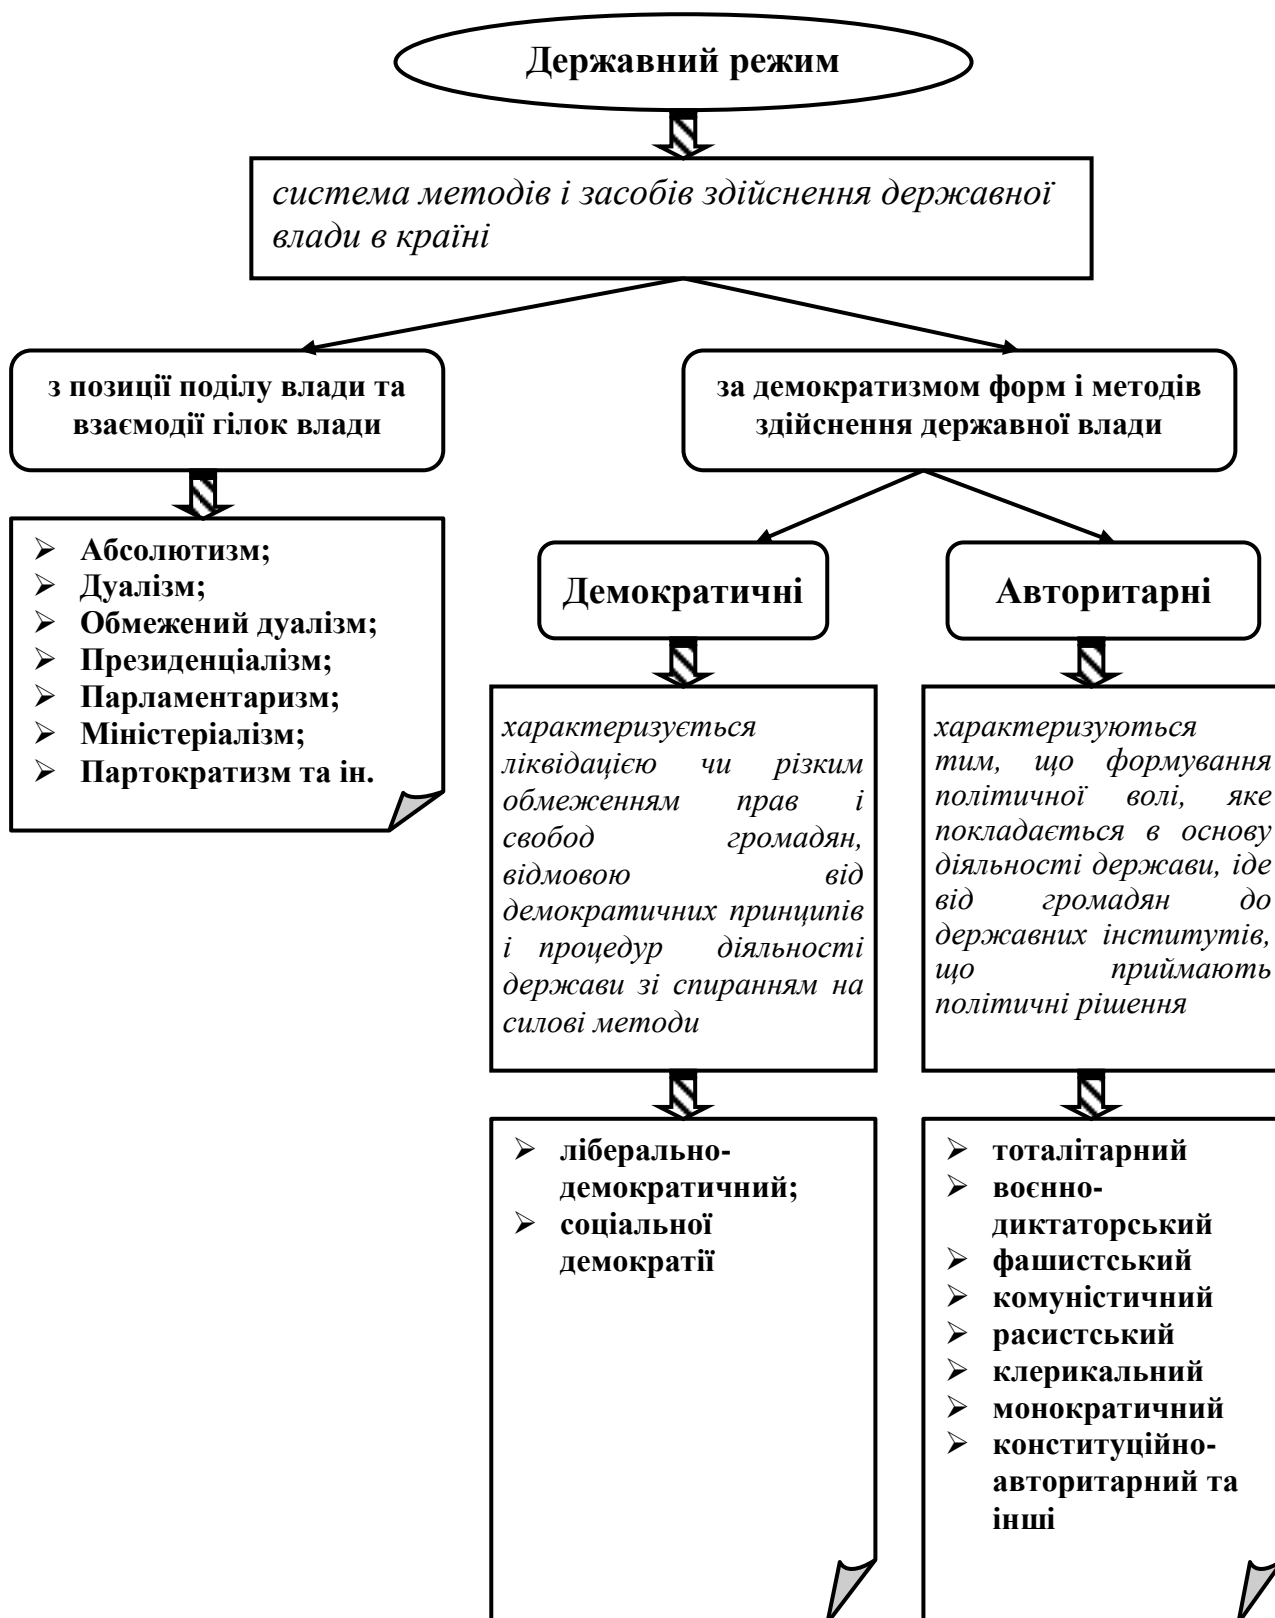 Державний режим
система методів і засобів здійснення державної
влади в країні
з позиції поділу влади та
взаємодії гілок влади
за демократизмом форм і методів
здійснення державної влади
➢ Абсолютизм;
➢ Дуалізм;
➢ Обмежений дуалізм;
➢ Президенціалізм;
➢ Парламентаризм;
➢ Міністеріалізм;
➢ Партократизм та ін.
Демократичні
Авторитарні
характеризується
ліквідацією чи різким
обмеженням прав і
свобод громадян,
відмовою від
демократичних принципів
і процедур діяльності
держави зі спиранням на
силові методи
характеризуються
тим, що формування
політичної волі, яке
покладається в основу
діяльності держави, іде
від громадян до
державних інститутів,
що приймають
політичні рішення
➢ ліберально-
демократичний;
➢ соціальної
демократії
➢ тоталітарний
➢ воєнно-
диктаторський
➢ фашистський
➢ комуністичний
➢ расистський
➢ клерикальний
➢ монократичний
➢ конституційно-
авторитарний та
інші